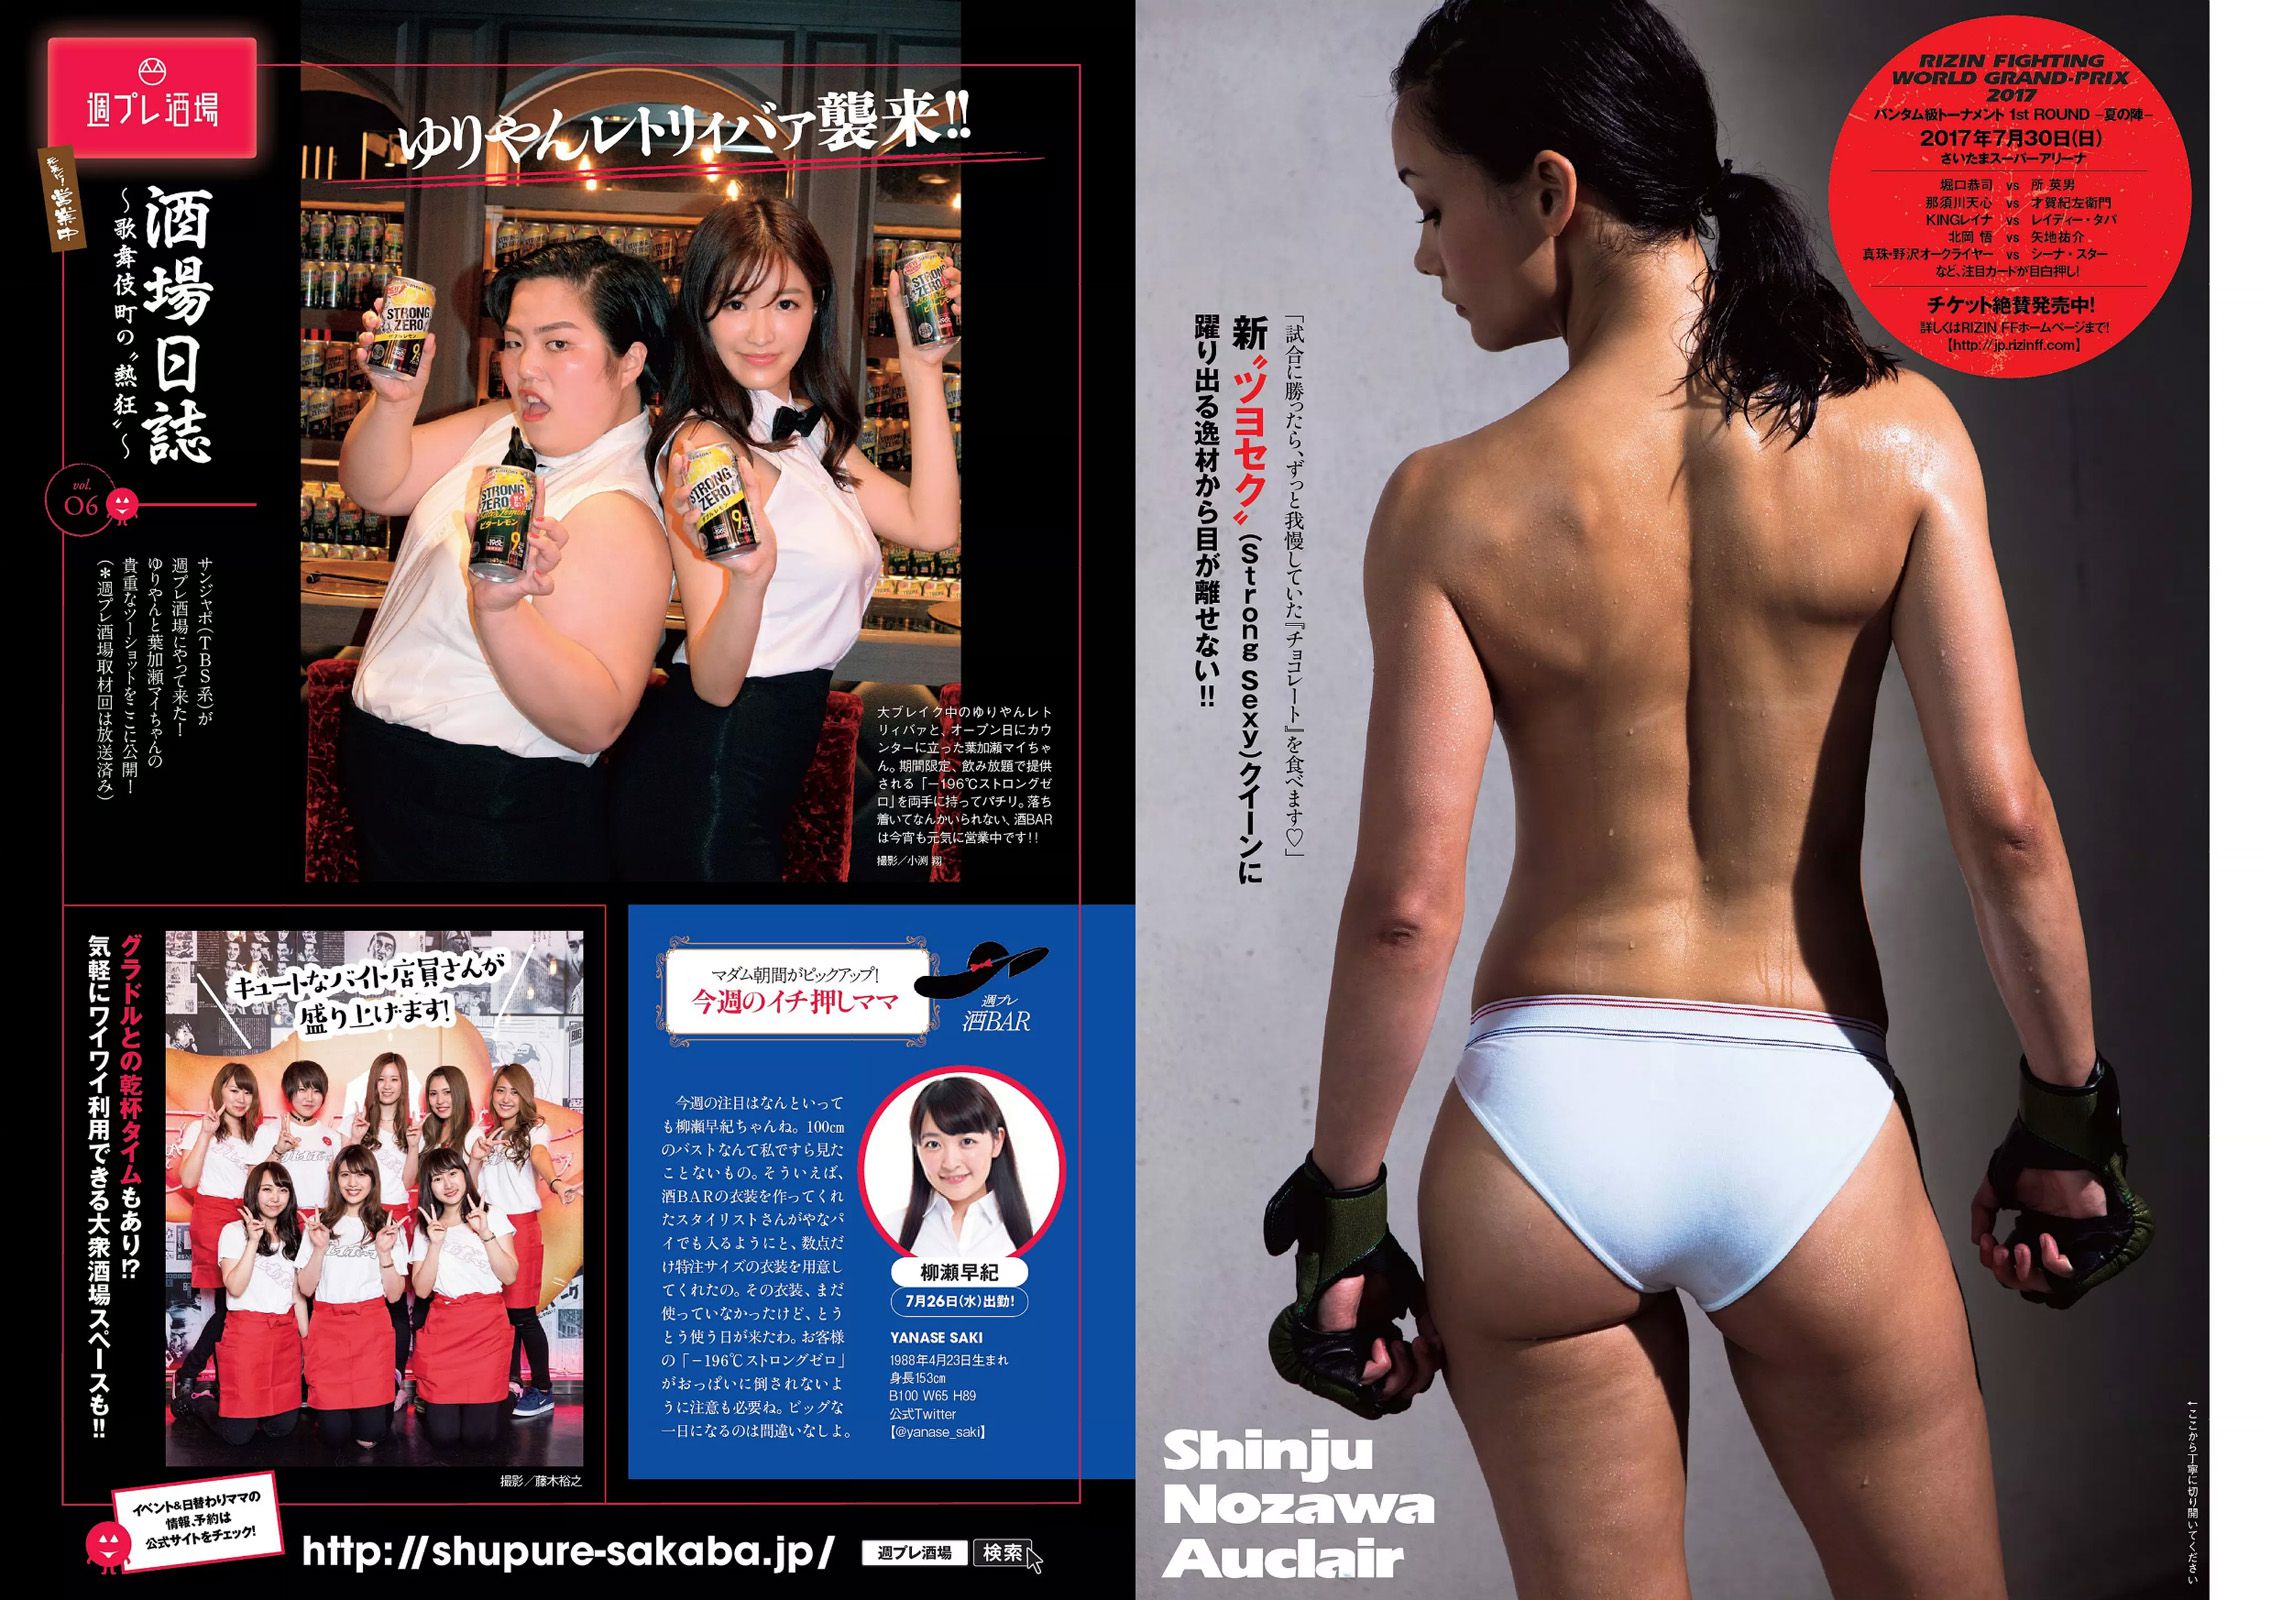 週プレ酒場
元気に!営業中
酒場日誌
〜歌舞伎町の〝熱狂〟〜
vol.
06
サンジャポ(TBS系)が
週プレ酒場にやって来た!
ゆりやんと葉加瀬マイちゃんの
貴重なツーショットをここに公開!
(*週プレ酒場取材回は放送済み)
ゆりやんレトリィバァ襲来!!
STRONG
ZERO
ダブルレモン
9
STRONG
ZERO
Bitter Lemon
ビターレモン
9
-196℃
STRONG
ZERO
ダブルレモン
9
-196℃
STRONG
ZERO
大ブレイク中のゆりやんレト
リィバァと、オープン日にカウ
ンターに立った葉加瀬マイちゃ
ん。期間限定、飲み放題で提供
される「−196℃ストロングゼ
ロ」を両手に持ってパチリ。落ち
着いてなんかいられない、酒BAR
は今宵も元気に営業中です!!
撮影/小渕 翔
グラドルとの乾杯タイムもあり!?
気軽にワイワイ利用できる大衆酒場スペースも!!
キュートなバイト店員さんが
盛り上げます!
撮影/藤木裕之
マダム朝間がピックアップ!
今週のイチ押しママ
週プレ
酒BAR
今週の注目はなんといって
も柳瀬早紀ちゃんね。100㎝
のバストなんて私ですら見た
ことないもの。そういえば、
酒BARの衣装を作ってくれ
たスタイリストさんがやなパ
イでも入るようにと、数点だ
け特注サイズの衣装を用意し
てくれたの。その衣装、まだ
使っていなかったけど、とう
とう使う日が来たわ。お客様
の「−196℃ストロングゼロ」
がおっぱいに倒されないよ
うに注意も必要ね。ビッグな
一日になるのは間違いなしよ。
柳瀬早紀
7月26日(水)出勤!
YANASE SAKI
1988年4月23日生まれ
身長153㎝
B100 W65 H89
公式Twitter
【@yanase_saki】
イベント&日替わりママの
情報、予約は
公式サイトをチェック!
http://shupure-sakaba.jp/
週プレ酒場
検索
RIZIN FIGHTING
WORLD GRAND-PRIX
2017
バンタム級トーナメント 1st ROUND −夏の陣−
2017年7月30日(日)
さいたまスーパーアリーナ
堀口恭司 vs 所 英男
那須川天心 vs 才賀紀左衛門
KINGレイナ vs レイディー・タパ
北岡 悟 vs 矢地祐介
真珠・野沢オークライヤー vs シーナ・スター
など、注目カードが目白押し!
チケット絶賛発売中!
詳しくはRIZIN FFホームページまで!
【http://jp.rizinff.com】
「試合に勝ったら、ずっと我慢していた『チョコレート』を食べます♡」
新〝ツヨセク〟(Strong Sexy)クイーンに
躍り出る逸材から目が離せない!!
Shinju
Nozawa
Auclair
←ここから丁寧に切り開いてください